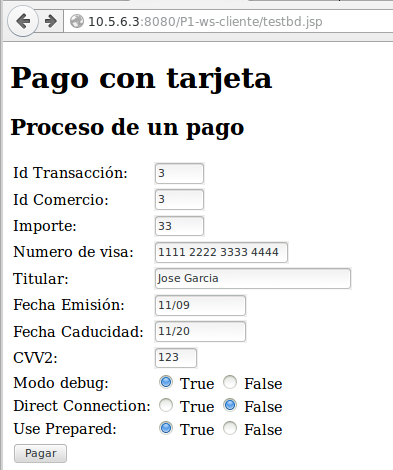 10.5.6.3:8080/P1-ws-cliente/testbd.jsp
Pago con tarjeta
Proceso de un pago
Id Transacción: 3
Id Comercio: 3
Importe: 33
Numero de visa: 1111 2222 3333 4444
Titular: Jose Garcia
Fecha Emisión: 11/09
Fecha Caducidad: 11/20
CVV2: 123
Modo debug: True False
Direct Connection: True False
Use Prepared: True False
Pagar